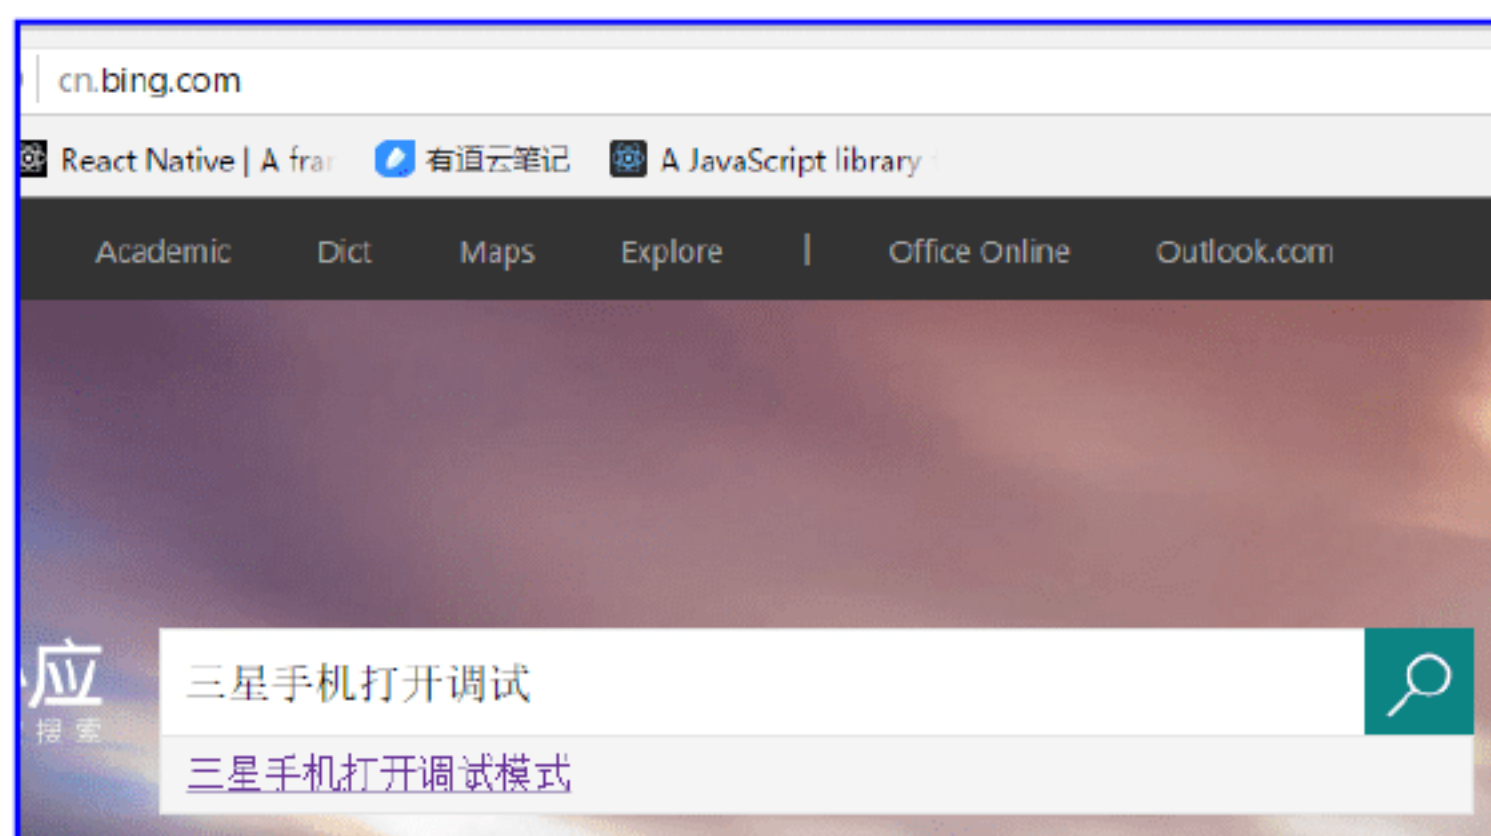 cn.bing.com
React Native | A fra
有道云笔记
A JavaScript library
Academic Dict Maps Explore | Office Online Outlook.com
应
搜索
三星手机打开调试
三星手机打开调试模式